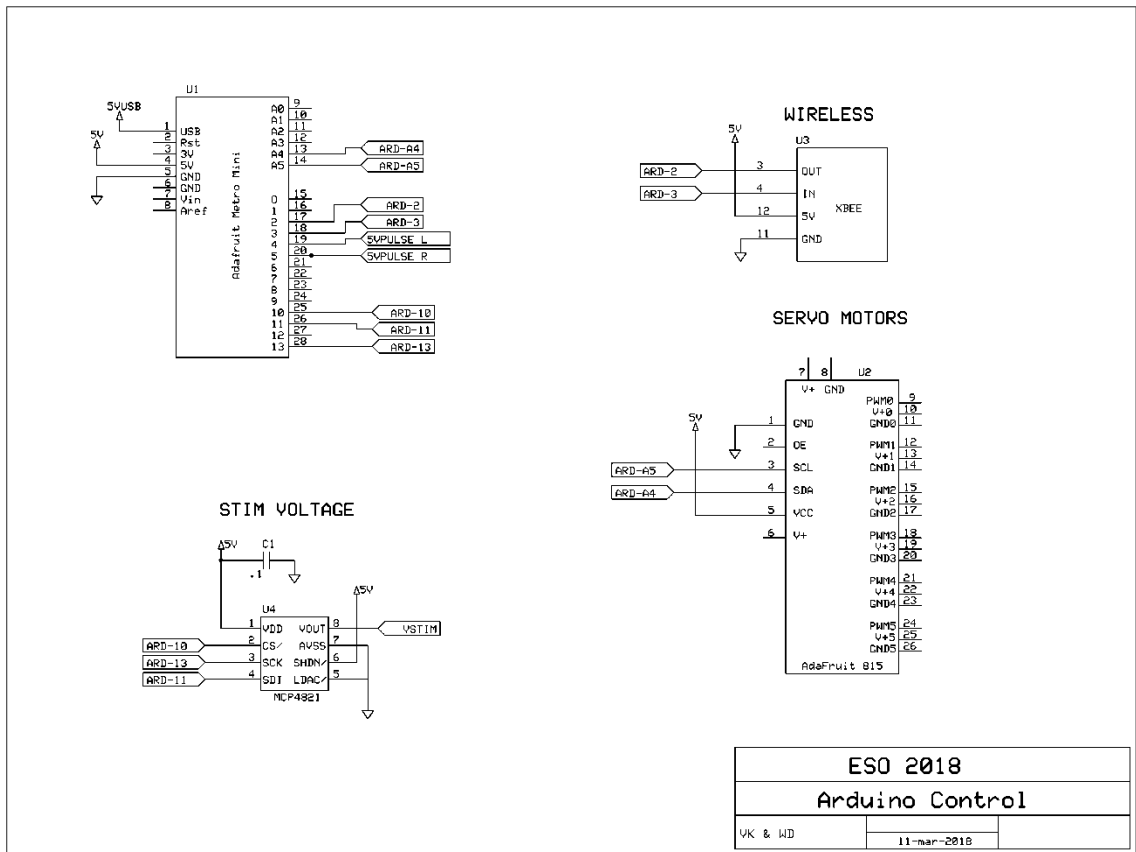 U1
5VUSB
5V
1 USB
2 Rst
3 3V
4 5V
5 GND
6 GND
7 Vin
8 Aref
Adafruit Metro Mini
A0 9
A1 10
A2 11
A3 12
A4 13 ARD-A4
A5 14 ARD-A5
0 15
1 16
2 17 ARD-2
3 18 ARD-3
4 19 5VPULSE L
5 20 5VPULSE R
6 21
7 22
8 23
9 24
10 25 ARD-10
11 26 ARD-11
12 27
13 28 ARD-13
WIRELESS
5V
U3
ARD-2 3 OUT
ARD-3 4 IN
XBEE
12 5V
11 GND
SERVO MOTORS
7 8 U2
V+ GND
5V
1 GND
2 OE
ARD-A5 3 SCL
ARD-A4 4 SDA
5 VCC
6 V+
PWM0 9
V+0 10
GND0 11
PWM1 12
V+1 13
GND1 14
PWM2 15
V+2 16
GND2 17
PWM3 18
V+3 19
GND3 20
PWM4 21
V+4 22
GND4 23
PWM5 24
V+5 25
GND5 26
AdaFruit 815
STIM VOLTAGE
5V C1
.1
5V
U4
1 VDD VOUT 8 VSTIM
ARD-10 2 CS/ AVSS 7
ARD-13 3 SCK SHDN/ 6
ARD-11 4 SDI LDAC/ 5
MCP4821
ESO 2018
Arduino Control
VK & WD
11-mar-2018